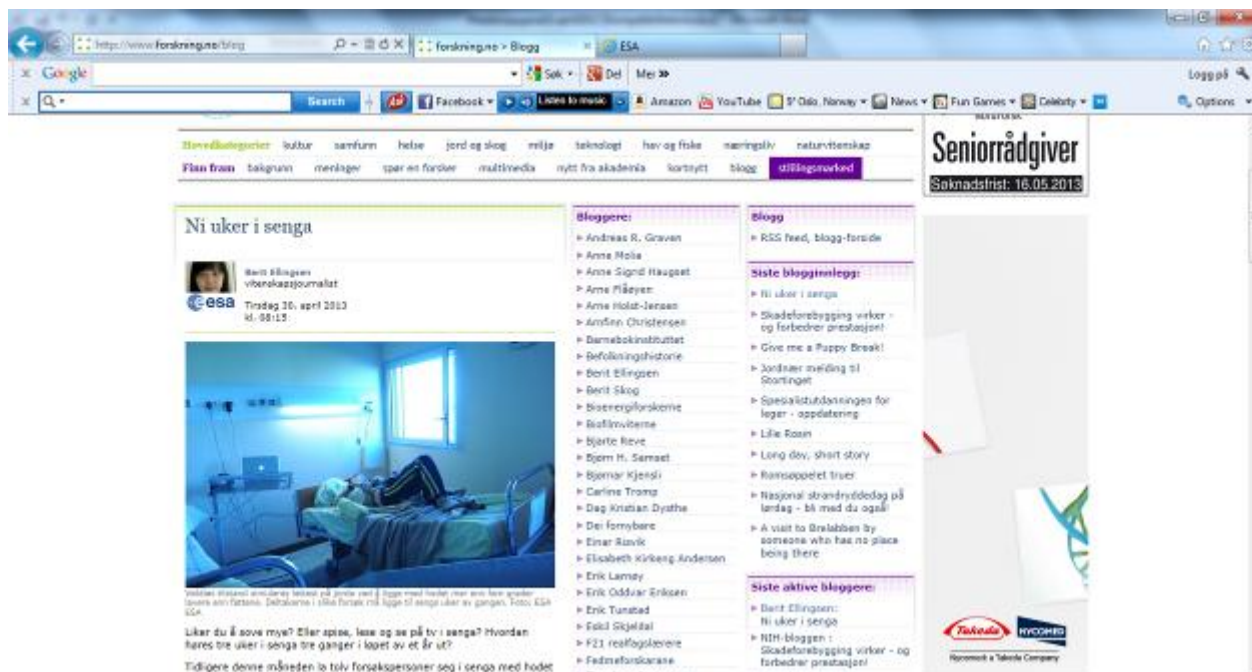 http://www.forskning.no/blog
forskning.no > Blogg
ESA
Google
Søk
Del
Mer »
Logg på
Search
Facebook
Listen to music
Amazon
YouTube
5° Oslo, Norway
News
Fun Games
Celebrity
Options
Hovedkategorier kultur samfunn helse jord og skog miljø teknologi hav og fiske næringsliv naturvitenskap
Finn fram bakgrunn meninger spør en forsker multimedia nytt fra akademia kortnytt blogg stillingsmarked
Seniorrådgiver
Søknadsfrist: 16.05.2013
Ni uker i senga
Berit Ellingsen
vitenskapsjournalist
esa
Tirsdag 30. april 2013
kl. 08:15
Liker du å sove mye? Eller spise, lese og se på tv i senga? Hvordan
høres tre uker i senga tre ganger i løpet av et år ut?
Tidligere denne måneden la tolv forsøkspersoner seg i senga med hodet
Bloggere:
Andreas R. Graven
Anne Molia
Anne Sigrid Haugset
Arne Flåøyen
Arne Holst-Jensen
Arnfinn Christensen
Barnebokinstituttet
Befolkningshistorie
Berit Ellingsen
Berit Skog
Bioenergiforskerne
Biofilmviterne
Bjarte Reve
Bjørn H. Samset
Bjørnar Kjensli
Carline Tromp
Dag Kristian Dysthe
De fornybare
Einar Risvik
Elisabeth Kirkeng Andersen
Erik Lamøy
Erik Oddvar Eriksen
Erik Tunstad
Eskil Skjeldal
F21 realfagslærere
Fedmeforskarane
Blogg
RSS feed, blogg-forside
Siste blogginnlegg:
Ni uker i senga
Skadeforebygging virker -
og forbedrer prestasjon!
Give me a Puppy Break!
Jordnær melding til
Stortinget
Spesialistutdanningen for
leger - oppdatering
Lilie Rosin
Long day, short story
Romsøppelet truer
Nasjonal strandryddedag på
lørdag - bli med du også!
A visit to Brelabben by
someone who has no place
being there
Siste aktive bloggere:
Berit Ellingsen:
Ni uker i senga
NIH-bloggen :
Skadeforebygging virker - og
forbedrer prestasjon!
Takeda
NYCOMED
Nycomed: a Takeda Company